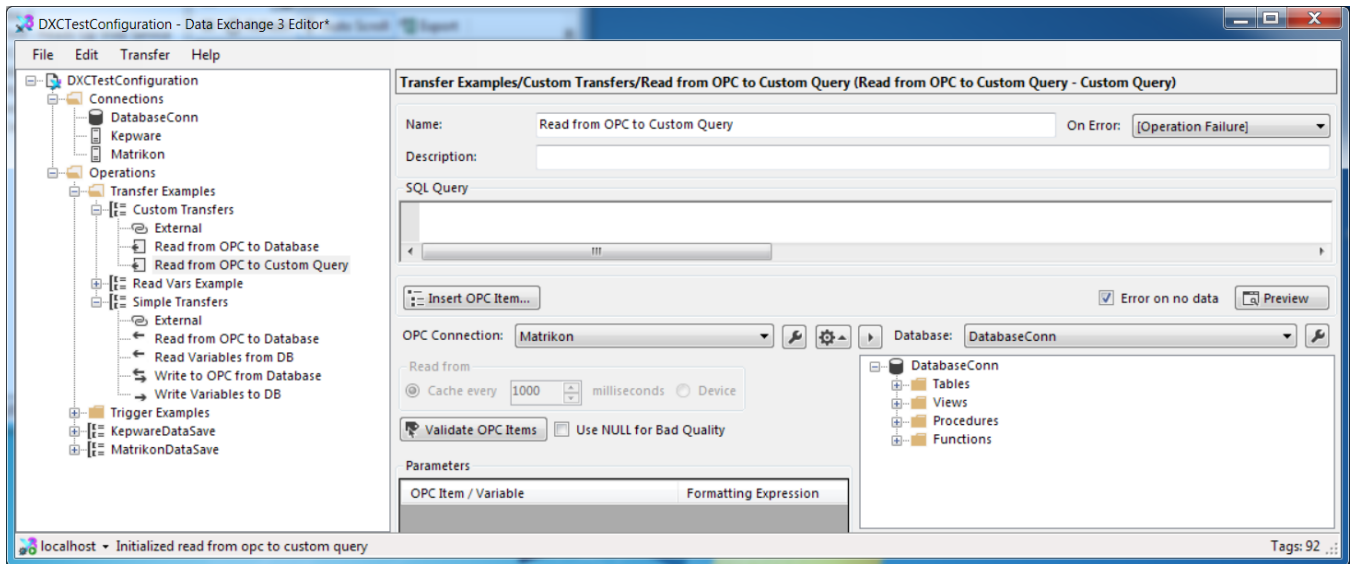 DXCTestConfiguration - Data Exchange 3 Editor*
File Edit Transfer Help
DXCTestConfiguration
Connections
DatabaseConn
Kepware
Matrikon
Operations
Transfer Examples
Custom Transfers
External
Read from OPC to Database
Read from OPC to Custom Query
Read Vars Example
Simple Transfers
External
Read from OPC to Database
Read Variables from DB
Write to OPC from Database
Write Variables to DB
Trigger Examples
KepwareDataSave
MatrikonDataSave
Transfer Examples/Custom Transfers/Read from OPC to Custom Query (Read from OPC to Custom Query - Custom Query)
Name: Read from OPC to Custom Query On Error: [Operation Failure]
Description:
SQL Query
Insert OPC Item... Error on no data Preview
OPC Connection: Matrikon Database: DatabaseConn
Read from
Cache every 1000 milliseconds Device
Validate OPC Items Use NULL for Bad Quality
Parameters
OPC Item / Variable Formatting Expression
DatabaseConn
Tables
Views
Procedures
Functions
localhost Initialized read from opc to custom query Tags: 92